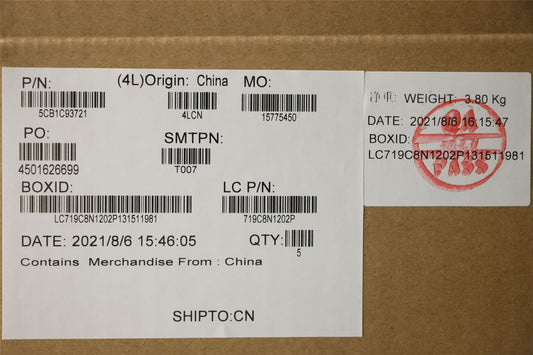 P/N:
5CB1C93721
(4L)Origin: China
4LCN
MO:
15775450
PO:
4501626699
SMTPN:
T007
BOXID:
LC719C8N1202P131511981
LC P/N:
719C8N1202P
DATE: 2021/8/6 15:46:05
QTY:
5
Contains Merchandise From : China
SHIPTO:CN
净重: WEIGHT: 3.80 Kg
DATE: 2021/8/6 16:15:47
BOXID:
LC719C8N1202P131511981
QA
PASS